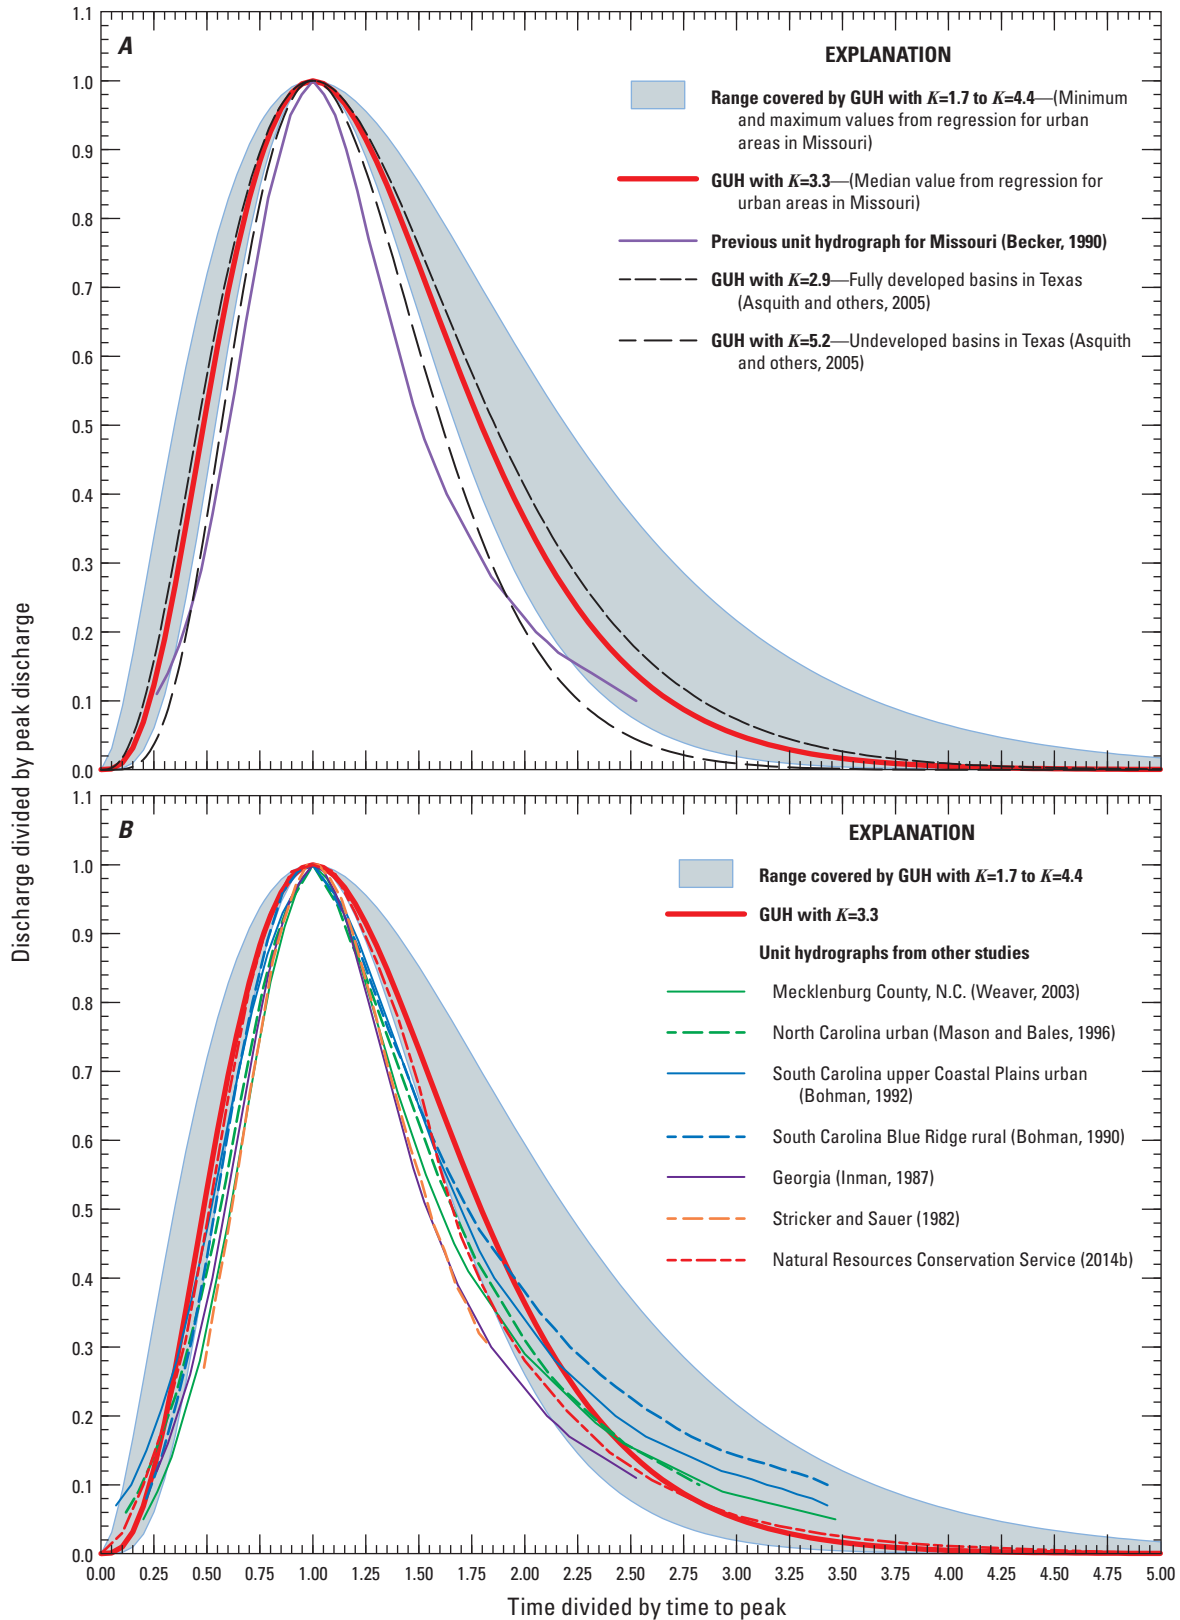 A
EXPLANATION
Range covered by GUH with K=1.7 to K=4.4—(Minimum
and maximum values from regression for urban
areas in Missouri)
GUH with K=3.3—(Median value from regression for
urban areas in Missouri)
Previous unit hydrograph for Missouri (Becker, 1990)
GUH with K=2.9—Fully developed basins in Texas
(Asquith and others, 2005)
GUH with K=5.2—Undeveloped basins in Texas (Asquith
and others, 2005)
1.1
1.0
0.9
0.8
0.7
0.6
0.5
0.4
0.3
0.2
0.1
0.0
Discharge divided by peak discharge
B
EXPLANATION
Range covered by GUH with K=1.7 to K=4.4
GUH with K=3.3
Unit hydrographs from other studies
Mecklenburg County, N.C. (Weaver, 2003)
North Carolina urban (Mason and Bales, 1996)
South Carolina upper Coastal Plains urban
(Bohman, 1992)
South Carolina Blue Ridge rural (Bohman, 1990)
Georgia (Inman, 1987)
Stricker and Sauer (1982)
Natural Resources Conservation Service (2014b)
1.1
1.0
0.9
0.8
0.7
0.6
0.5
0.4
0.3
0.2
0.1
0.0
0.00 0.25 0.50 0.75 1.00 1.25 1.50 1.75 2.00 2.25 2.50 2.75 3.00 3.25 3.50 3.75 4.00 4.25 4.50 4.75 5.00
Time divided by time to peak